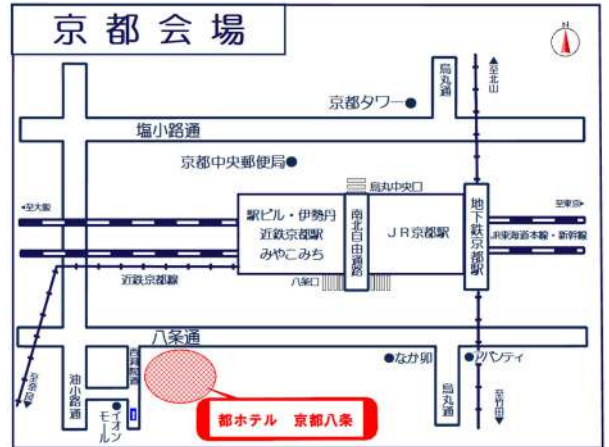 京都会場
N
烏丸通
▲至北山
京都タワー●
塩小路通
京都中央郵便局●
烏丸中央口
◂至大阪
駅ビル・伊勢丹
近鉄京都駅
みやこみち
南北自由通路
JR京都駅
地下鉄京都駅
至東京▸
JR東海道本線・新幹線
近鉄京都線
八条口
八条通
西洞院通
●なか卯
●アバンティ
至奈良▼
油小路通
●イオンモール
都ホテル 京都八条
烏丸通
至竹田▼